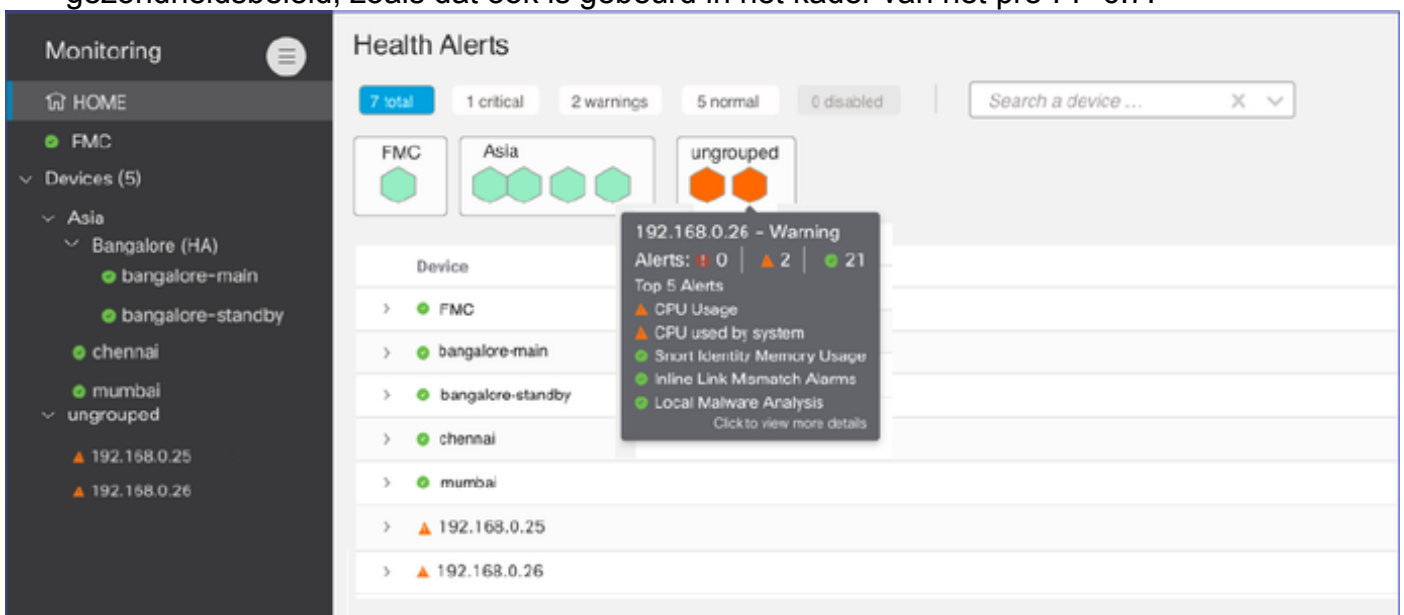 Monitoring
HOME
FMC
Devices (5)
Asia
Bangalore (HA)
bangalore-main
bangalore-standby
chennai
mumbai
ungrouped
192.168.0.25
192.168.0.26
Health Alerts
7 total 1 critical 2 warnings 5 normal 0 disabled Search a device ...
FMC Asia ungrouped
192.168.0.26 - Warning
Alerts: 0 2 21
Top 5 Alerts
CPU Usage
CPU used by system
Snort Identity Memory Usage
Inline Link Mismatch Alarms
Local Malware Analysis
Click to view more details
Device
FMC
bangalore-main
bangalore-standby
chennai
mumbai
192.168.0.25
192.168.0.26